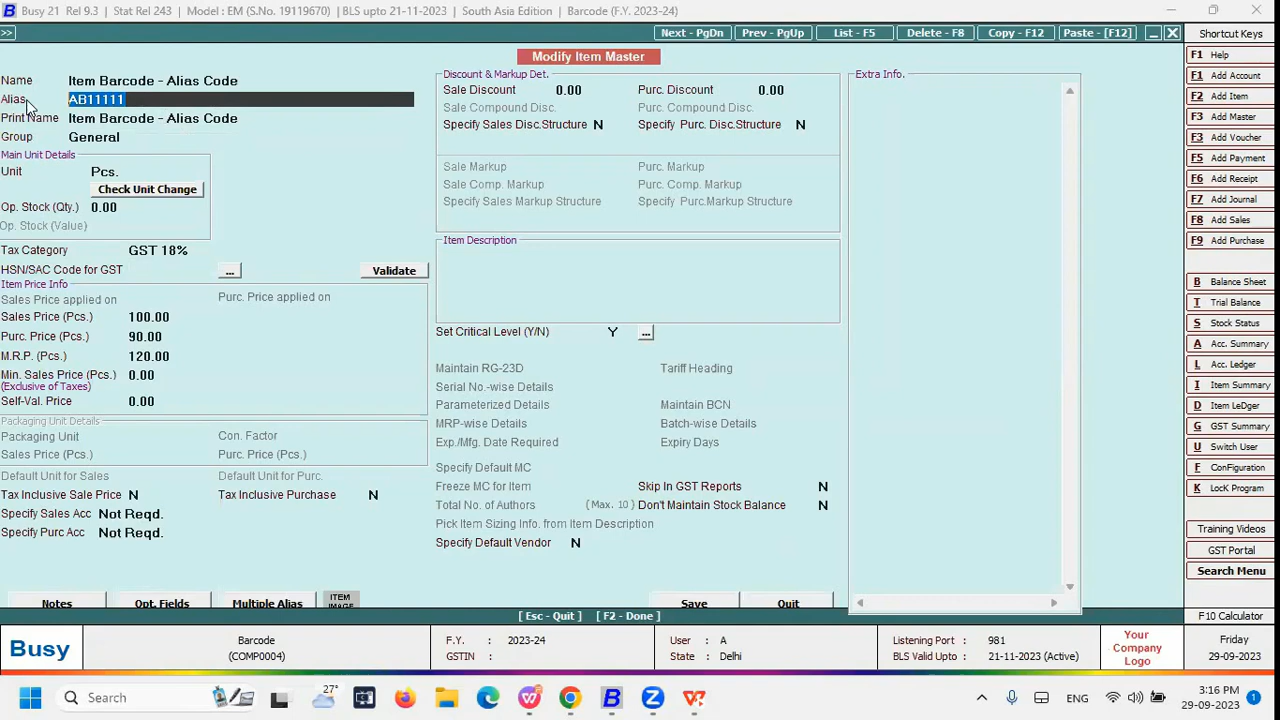 Busy 21 Rel 9.3 | Stat Rel 243 | Model : EM (S.No. 19119670) | BLS upto 21-11-2023 | South Asia Edition | Barcode (F.Y. 2023-24)
>> Next - PgDn Prev - PgUp List - F5 Delete - F8 Copy - F12 Paste - [F12] Shortcut Keys
Modify Item Master
Name Item Barcode - Alias Code
Alias AB11111
Print Name Item Barcode - Alias Code
Group General
Main Unit Details
Unit Pcs.
Check Unit Change
Op. Stock (Qty.) 0.00
Op. Stock (Value)
Tax Category GST 18%
HSN/SAC Code for GST ... Validate
Item Price Info
Sales Price applied on Purc. Price applied on
Sales Price (Pcs.) 100.00
Purc. Price (Pcs.) 90.00
M.R.P. (Pcs.) 120.00
Min. Sales Price (Pcs.) 0.00
(Exclusive of Taxes)
Self-Val. Price 0.00
Packaging Unit Details
Packaging Unit Con. Factor
Sales Price (Pcs.) Purc. Price (Pcs.)
Default Unit for Sales Default Unit for Purc.
Tax Inclusive Sale Price N Tax Inclusive Purchase N
Specify Sales Acc Not Reqd.
Specify Purc Acc Not Reqd.
Notes Opt. Fields Multiple Alias ITEM IMAGE
Discount & Markup Det.
Sale Discount 0.00 Purc. Discount 0.00
Sale Compound Disc. Purc. Compound Disc.
Specify Sales Disc.Structure N Specify Purc. Disc.Structure N
Sale Markup Purc. Markup
Sale Comp. Markup Purc. Comp. Markup
Specify Sales Markup Structure Specify Purc.Markup Structure
Item Description
Set Critical Level (Y/N) Y ...
Maintain RG-23D Tariff Heading
Serial No.-wise Details
Parameterized Details Maintain BCN
MRP-wise Details Batch-wise Details
Exp./Mfg. Date Required Expiry Days
Specify Default MC
Freeze MC for Item Skip In GST Reports N
Total No. of Authors { Max. 10 } Don't Maintain Stock Balance N
Pick Item Sizing Info. from Item Description
Specify Default Vendor N
Save Quit
Extra Info.
F1 Help
F1 Add Account
F2 Add Item
F3 Add Master
F3 Add Voucher
F5 Add Payment
F6 Add Receipt
F7 Add Journal
F8 Add Sales
F9 Add Purchase
B Balance Sheet
T Trial Balance
S Stock Status
A Acc. Summary
L Acc. Ledger
I Item Summary
D Item LeDger
G GST Summary
U Switch User
F ConFiguration
K LocK Program
Training Videos
GST Portal
Search Menu
[ Esc - Quit ] [ F2 - Done ] F10 Calculator
Busy
Barcode
(COMP0004)
F.Y. : 2023-24
GSTIN :
User : A
State : Delhi
Listening Port : 981
BLS Valid Upto : 21-11-2023 (Active)
Your
Company
Logo
Friday
29-09-2023
Search 27° ENG 3:16 PM
29-09-2023 1